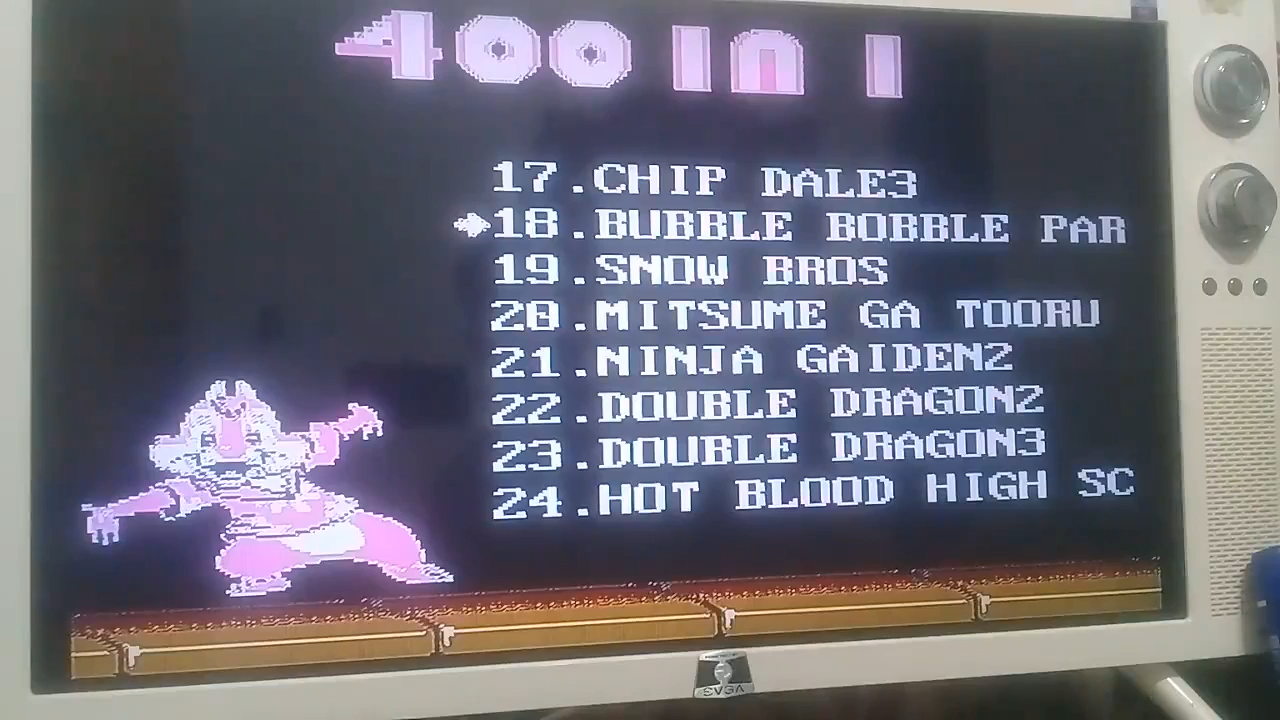 400 IN 1
17.CHIP DALE3
18.BUBBLE BOBBLE PAR
19.SNOW BROS
20.MITSUME GA TOORU
21.NINJA GAIDEN2
22.DOUBLE DRAGON2
23.DOUBLE DRAGON3
24.HOT BLOOD HIGH SC
SVGA